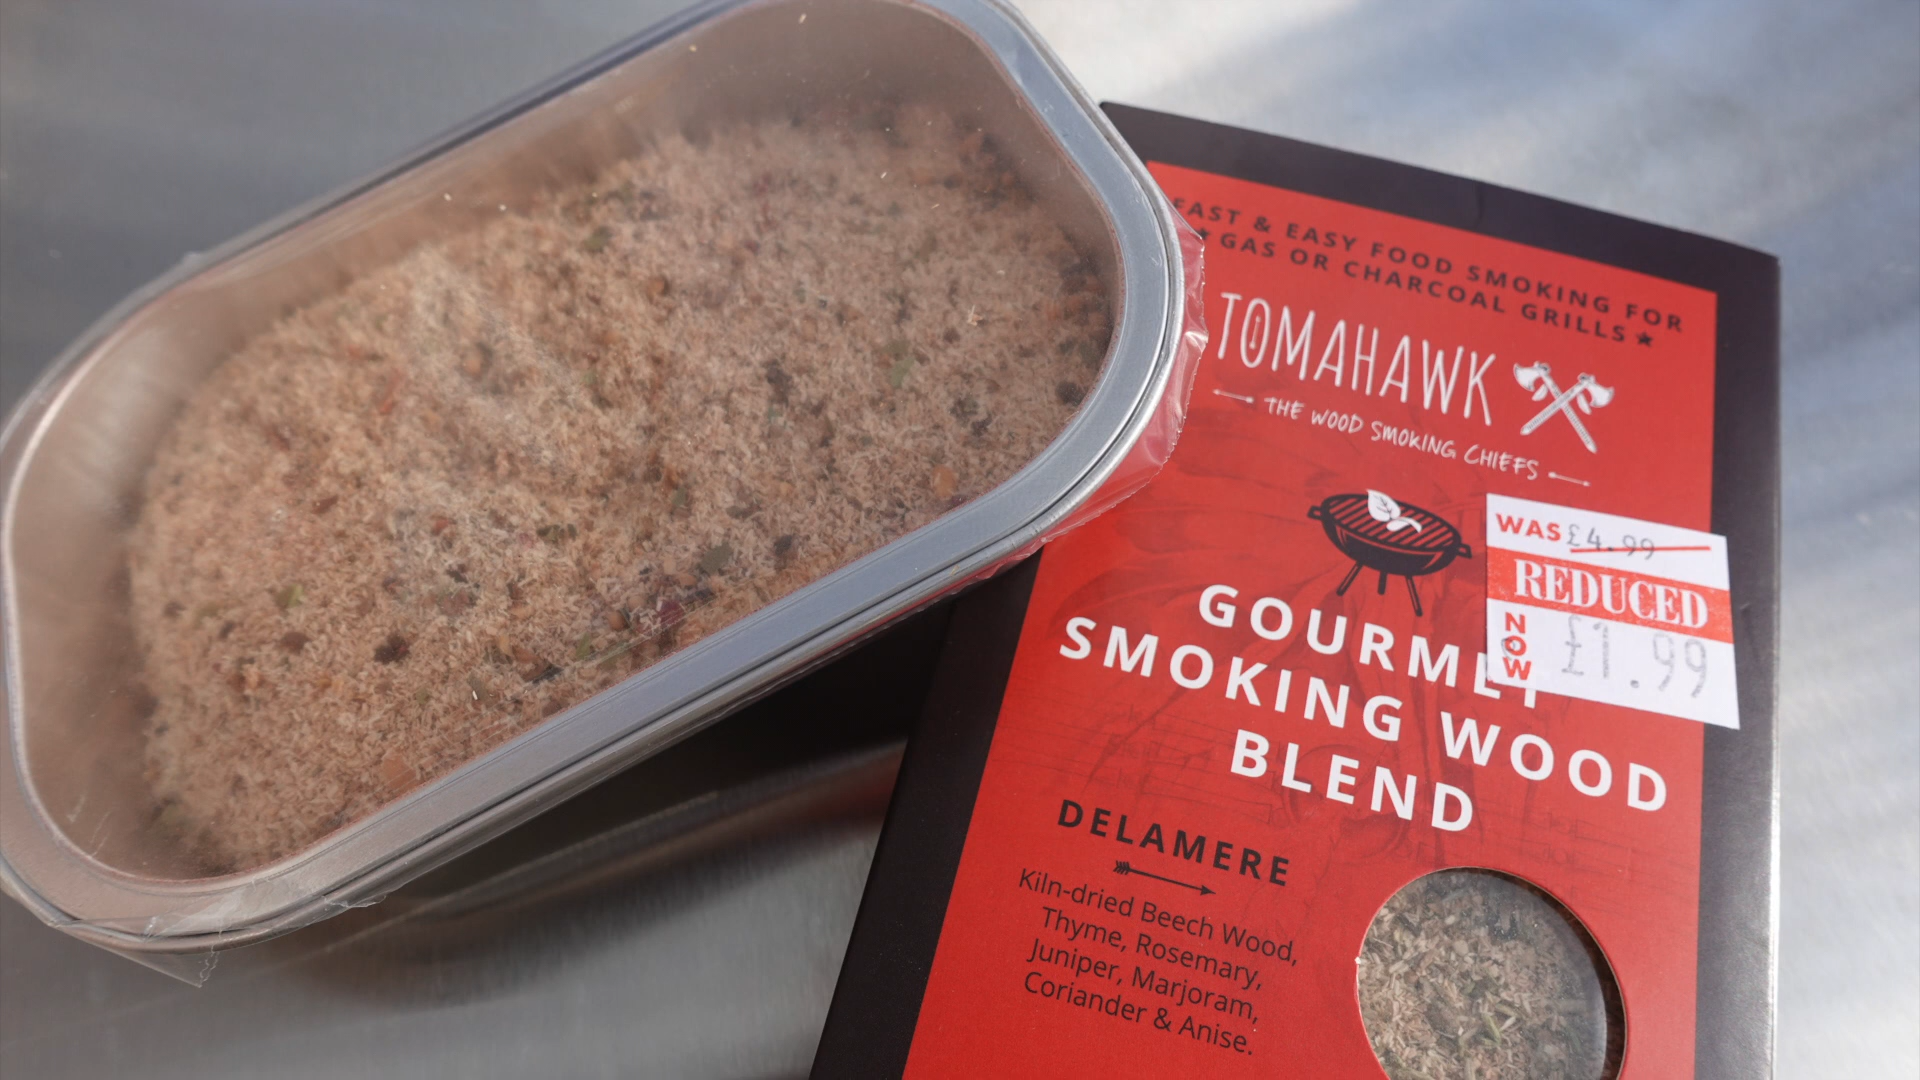 FAST & EASY FOOD SMOKING FOR
★ GAS OR CHARCOAL GRILLS ★
TOMAHAWK
THE WOOD SMOKING CHIEFS
WAS £4.99
REDUCED
NOW £1.99
GOURMET
SMOKING WOOD
BLEND
DELAMERE
Kiln-dried Beech Wood,
Thyme, Rosemary,
Juniper, Marjoram,
Coriander & Anise.